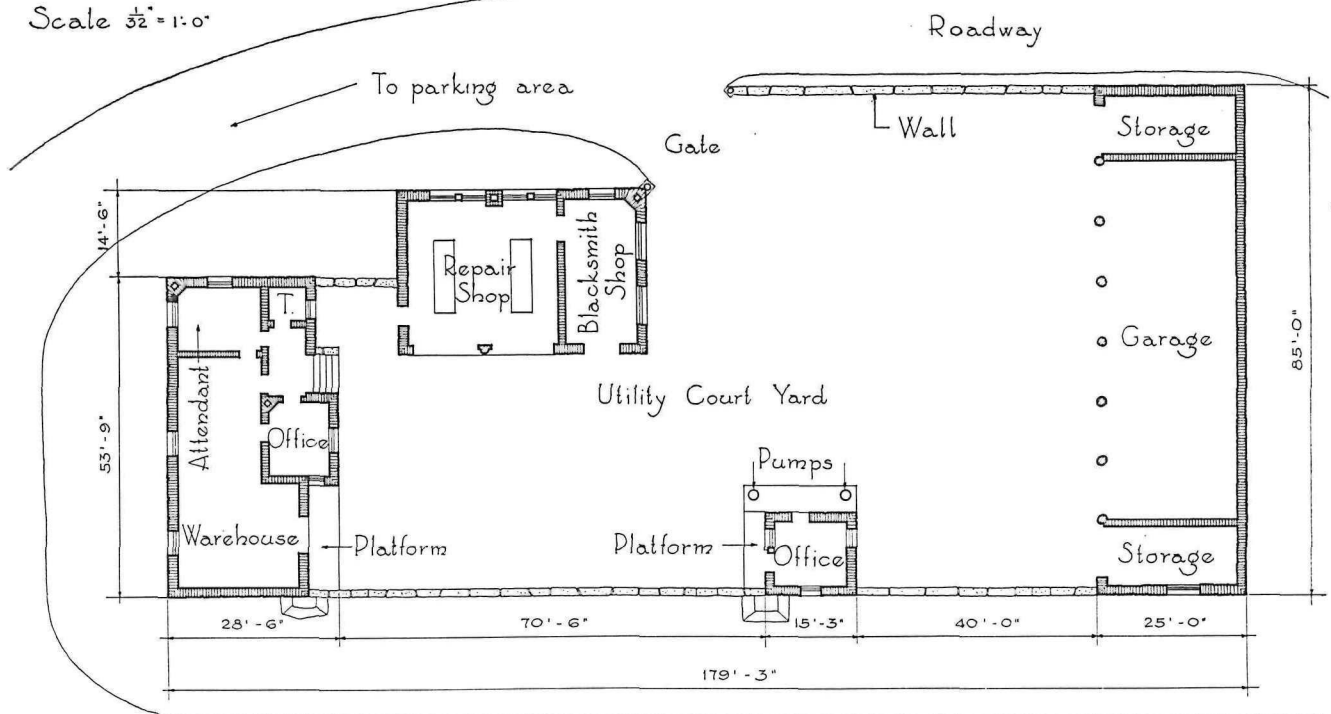 Scale 1/32" = 1'-0"
Roadway
To parking area
Wall
Storage
Gate
14'-6"
Repair
Shop
Blacksmith
Shop
T.
Garage
85'-0"
Utility Court Yard
53'-9"
Attendant
Office
Pumps
Warehouse
Platform
Platform
Office
Storage
28'-6"
70'-6"
15'-3"
40'-0"
25'-0"
179'-3"